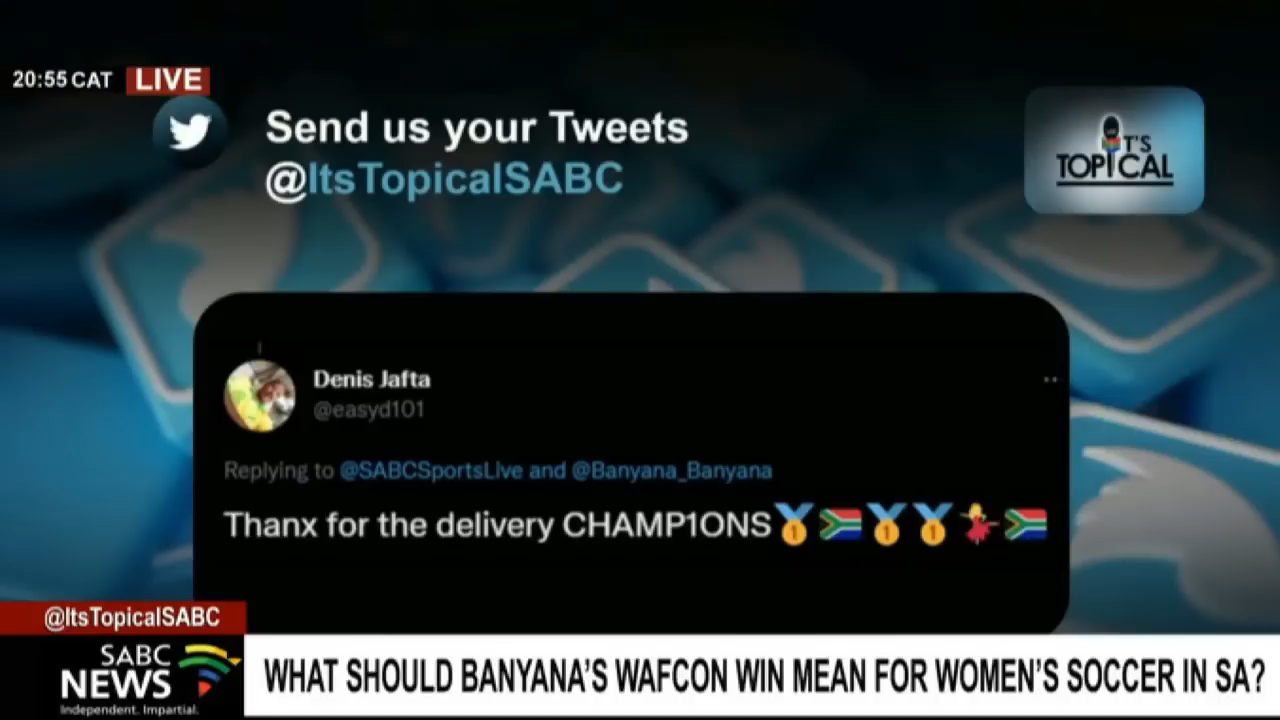 20:55 CAT LIVE
Send us your Tweets
@ItsTopicalSABC
IT'S
TOPICAL
Denis Jafta
@easyd101
Replying to @SABCSportsLive and @Banyana_Banyana
Thanx for the delivery CHAMP1ONS🥇🇿🇦🥇🥇💃🇿🇦
@ItsTopicalSABC
SABC
NEWS
Independent. Impartial.
WHAT SHOULD BANYANA'S WAFCON WIN MEAN FOR WOMEN'S SOCCER IN SA?